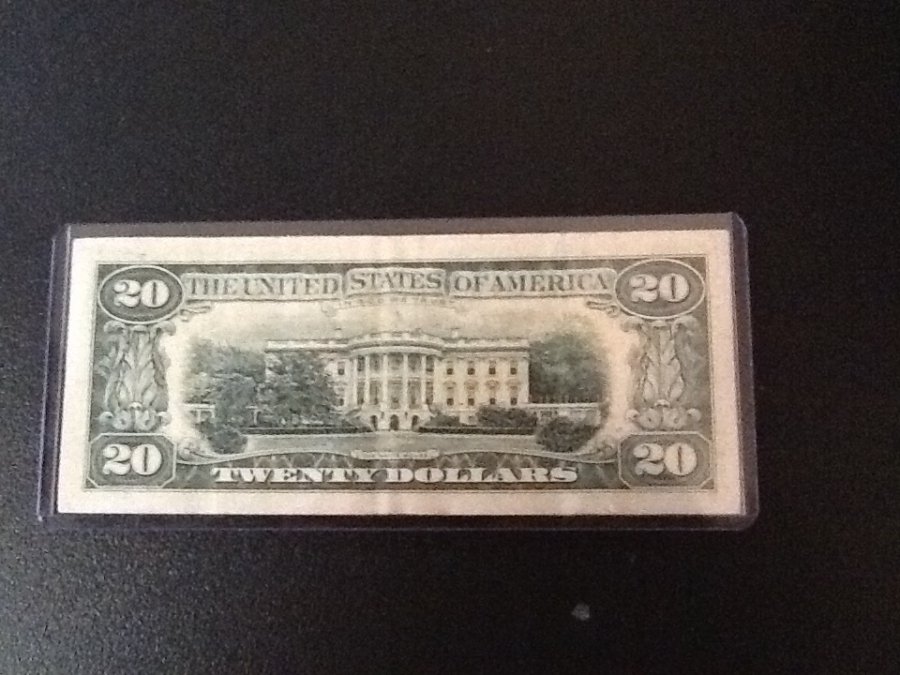 20 THE UNITED STATES OF AMERICA 20
20 TWENTY DOLLARS 20